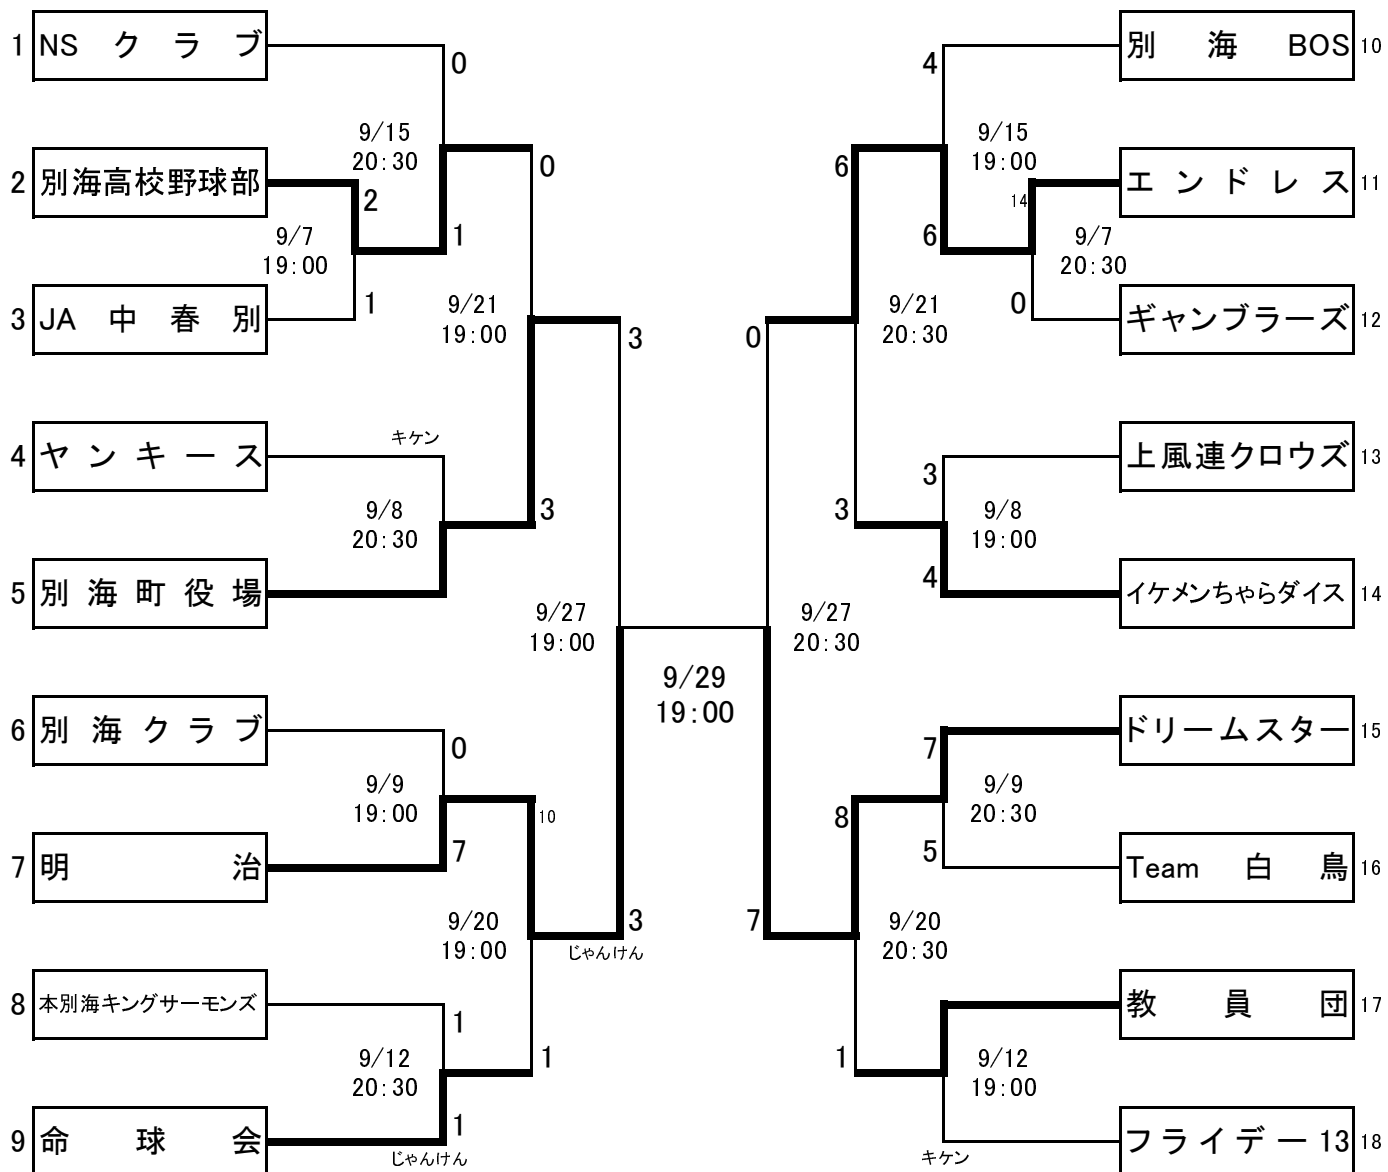 1 NS クラブ
0
9/15
20:30
2 別海高校野球部
2
0
9/7
19:00
1
3 JA 中春別
1
9/21
19:00
3
4 ヤンキース
キケン
9/8
20:30
3
5 別海町役場
9/27
19:00
6 別海クラブ
0
9/9
19:00
10
7 明治
7
9/20
19:00
3
じゃんけん
8 本別海キングサーモンズ
1
9/12
20:30
1
9 命球会
1
じゃんけん
9/29
19:00
別海 BOS 10
4
9/15
19:00
6
エンドレス 11
14
6
9/7
20:30
0
ギャンブラーズ 12
9/21
20:30
0
上風連クロウズ 13
3
3
9/8
19:00
4
イケメンちゃらダイス 14
9/27
20:30
ドリームスター 15
7
9/9
20:30
8
5
Team 白鳥 16
7
9/20
20:30
教員団 17
1
9/12
19:00
キケン
フライデー13 18